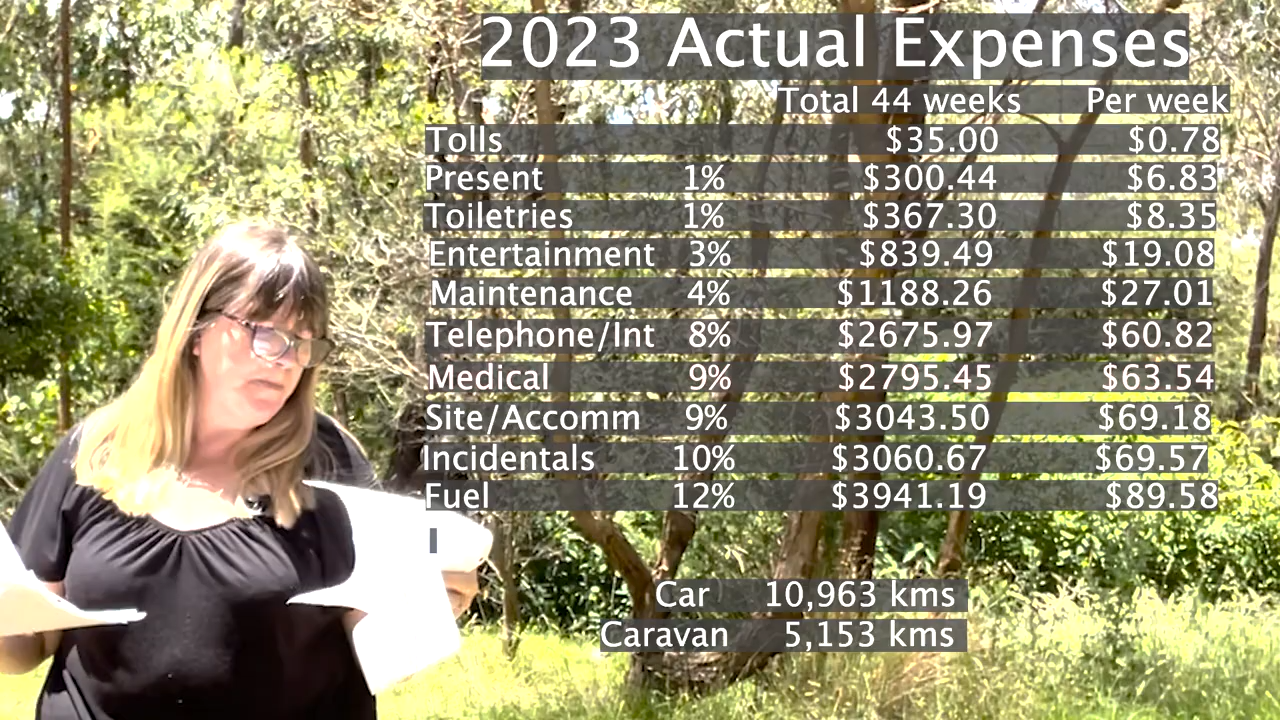 2023 Actual Expenses
Total 44 weeks Per week
Tolls $35.00 $0.78
Present 1% $300.44 $6.83
Toiletries 1% $367.30 $8.35
Entertainment 3% $839.49 $19.08
Maintenance 4% $1188.26 $27.01
Telephone/Int 8% $2675.97 $60.82
Medical 9% $2795.45 $63.54
Site/Accomm 9% $3043.50 $69.18
Incidentals 10% $3060.67 $69.57
Fuel 12% $3941.19 $89.58
Car 10,963 kms
Caravan 5,153 kms